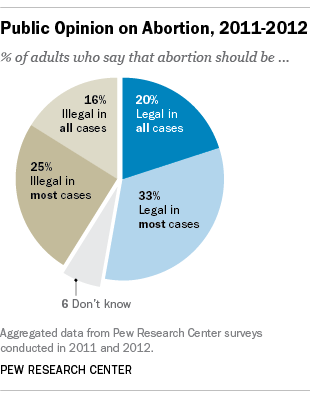 Public Opinion on Abortion, 2011-2012
% of adults who say that abortion should be ...
16%
Illegal in
all cases
20%
Legal in
all cases
25%
Illegal in
most cases
33%
Legal in
most cases
6 Don't know
Aggregated data from Pew Research Center surveys
conducted in 2011 and 2012.
PEW RESEARCH CENTER